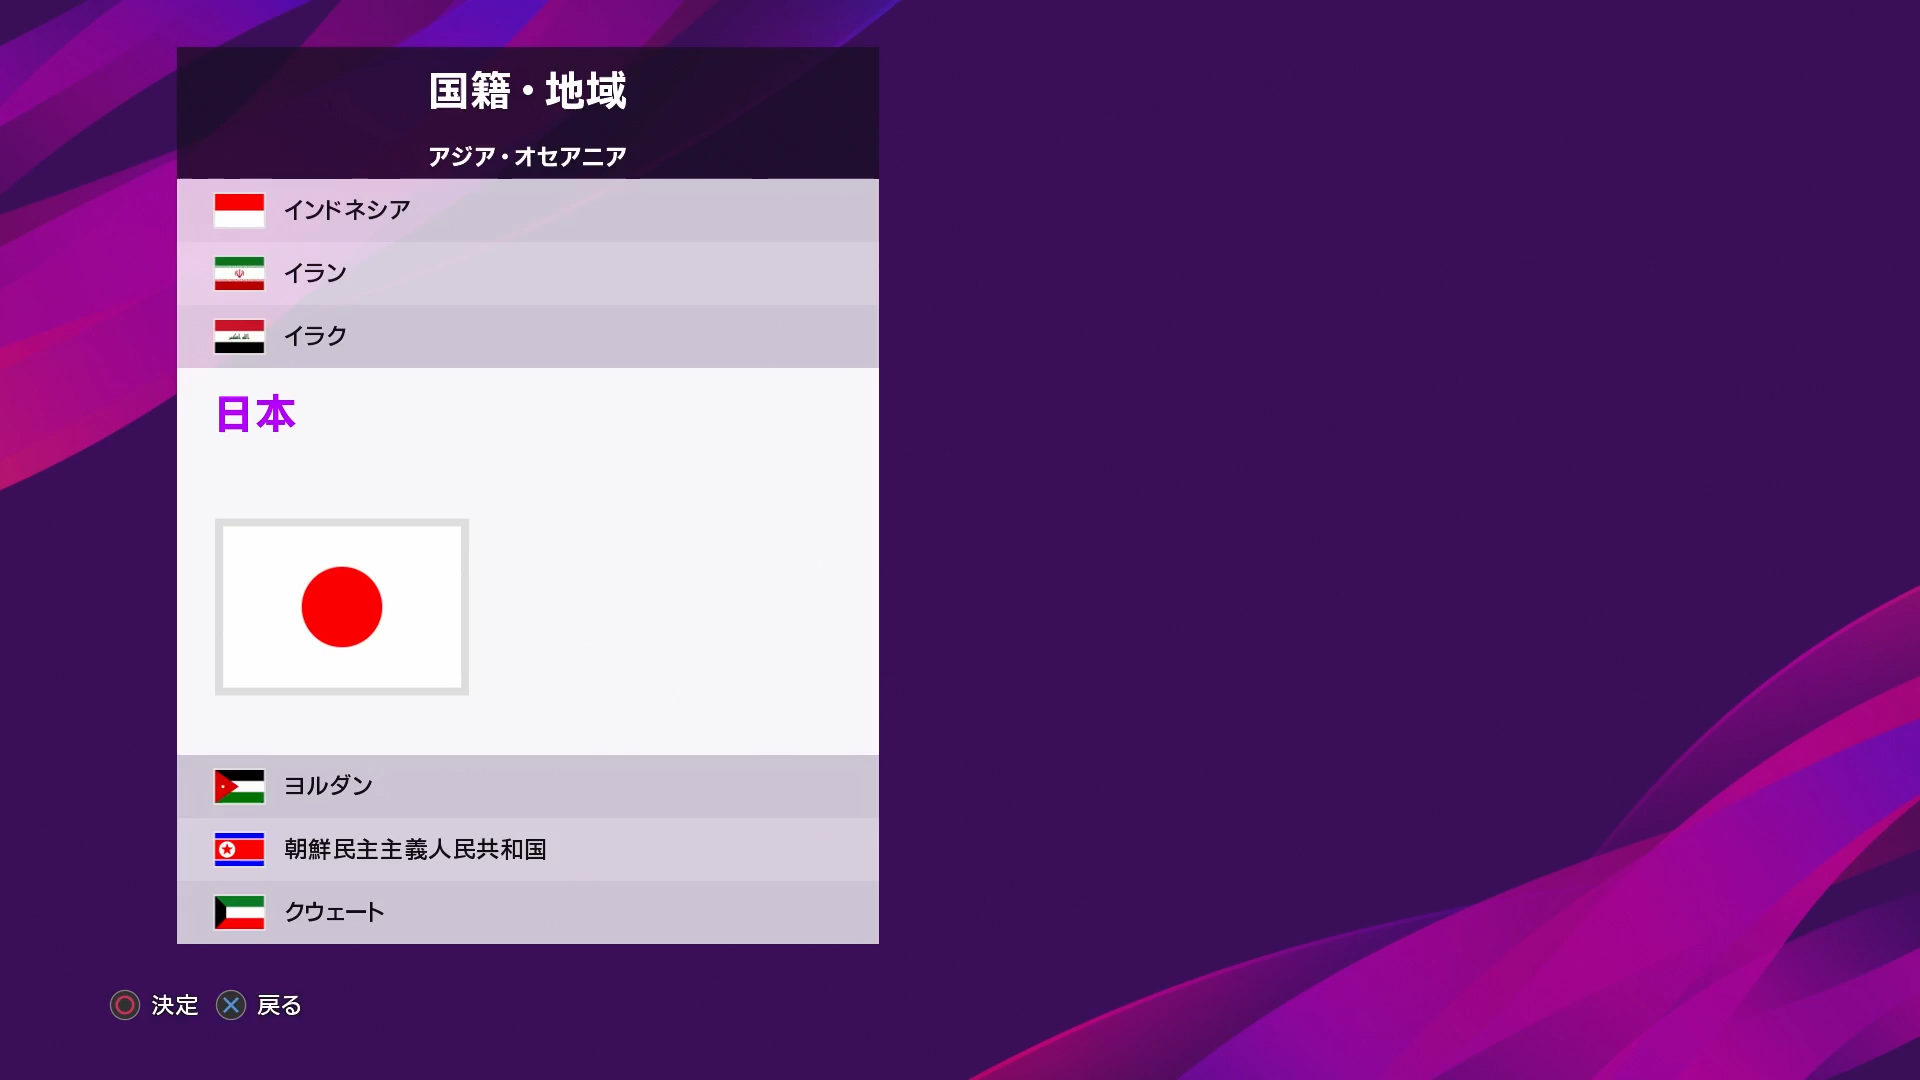 国籍・地域
アジア・オセアニア
インドネシア
イラン
イラク
日本
ヨルダン
朝鮮民主主義人民共和国
クウェート
決定 戻る